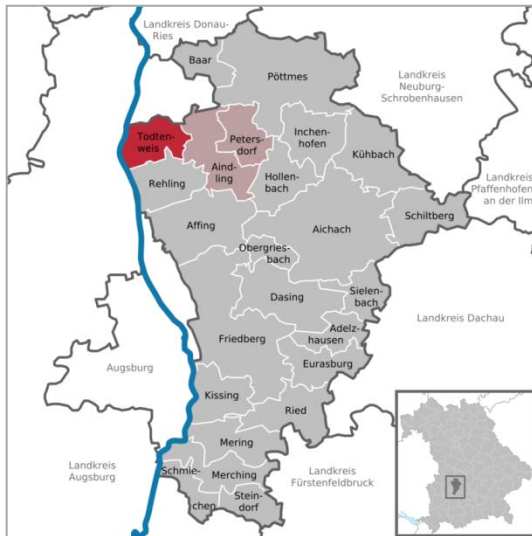 Landkreis Donau-
Ries
Baar
Pöttmes
Landkreis
Neuburg-
Schrobenhausen
Todten-
weis
Peters-
dorf
Inchen-
hofen
Aind-
ling
Kühbach
Rehling
Hollen-
bach
Landkreis
Pfaffenhofen
an der Ilm
Schiltberg
Affing
Aichach
Obergries-
bach
Sielen-
bach
Dasing
Landkreis Dachau
Adelz-
hausen
Friedberg
Eurasburg
Augsburg
Kissing
Ried
Mering
Landkreis
Augsburg
Schmie-
chen
Merching
Landkreis
Fürstenfeldbruck
Stein-
dorf